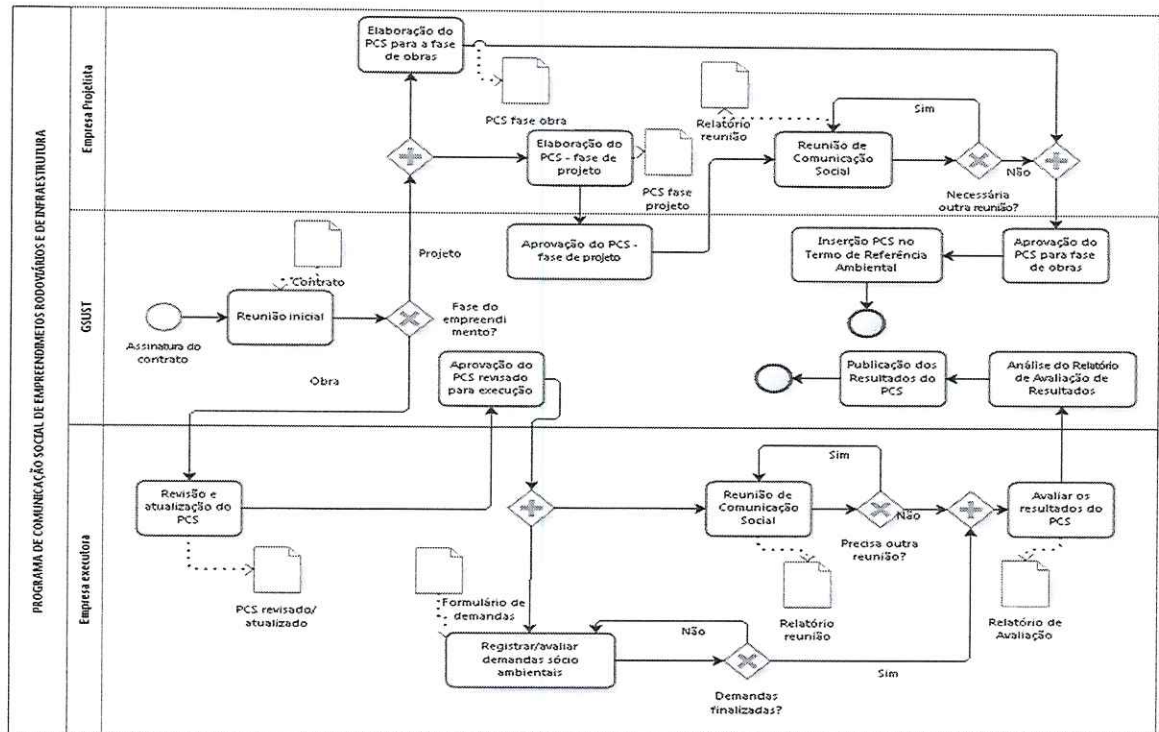 PROGRAMA DE COMUNICAÇÃO SOCIAL DE EMPREENDIMETOS RODOVIÁRIOS E DE INFRAESTRUTURA
Empresa Projetista
Elaboração do
PCS para a fase
de obras
PCS fase obra
Elaboração do
PCS - fase de
projeto
PCS fase
projeto
Relatório
reunião
Reunião de
Comunicação
Social
Sim
Não
Necessária
outra reunião?
GSUST
Assinatura do
contrato
Contrato
Reunião inicial
Projeto
Fase do
empreendi
mento?
Obra
Aprovação do PCS -
fase de projeto
Aprovação do
PCS revisado
para execução
Inserção PCS no
Termo de Referência
Ambiental
Aprovação do
PCS para fase
de obras
Publicação dos
Resultados do
PCS
Análise do Relatório
de Avaliação de
Resultados
Empresa executora
Revisão e
atualização do
PCS
PCS revisado/
atualizado
Formulário de
demandas
Registrar/avaliar
demandas sócio
ambientais
Não
Demandas
finalizadas?
Sim
Reunião de
Comunicação
Social
Sim
Não
Precisa outra
reunião?
Relatório
reunião
Avaliar os
resultados do
PCS
Relatório de
Avaliação